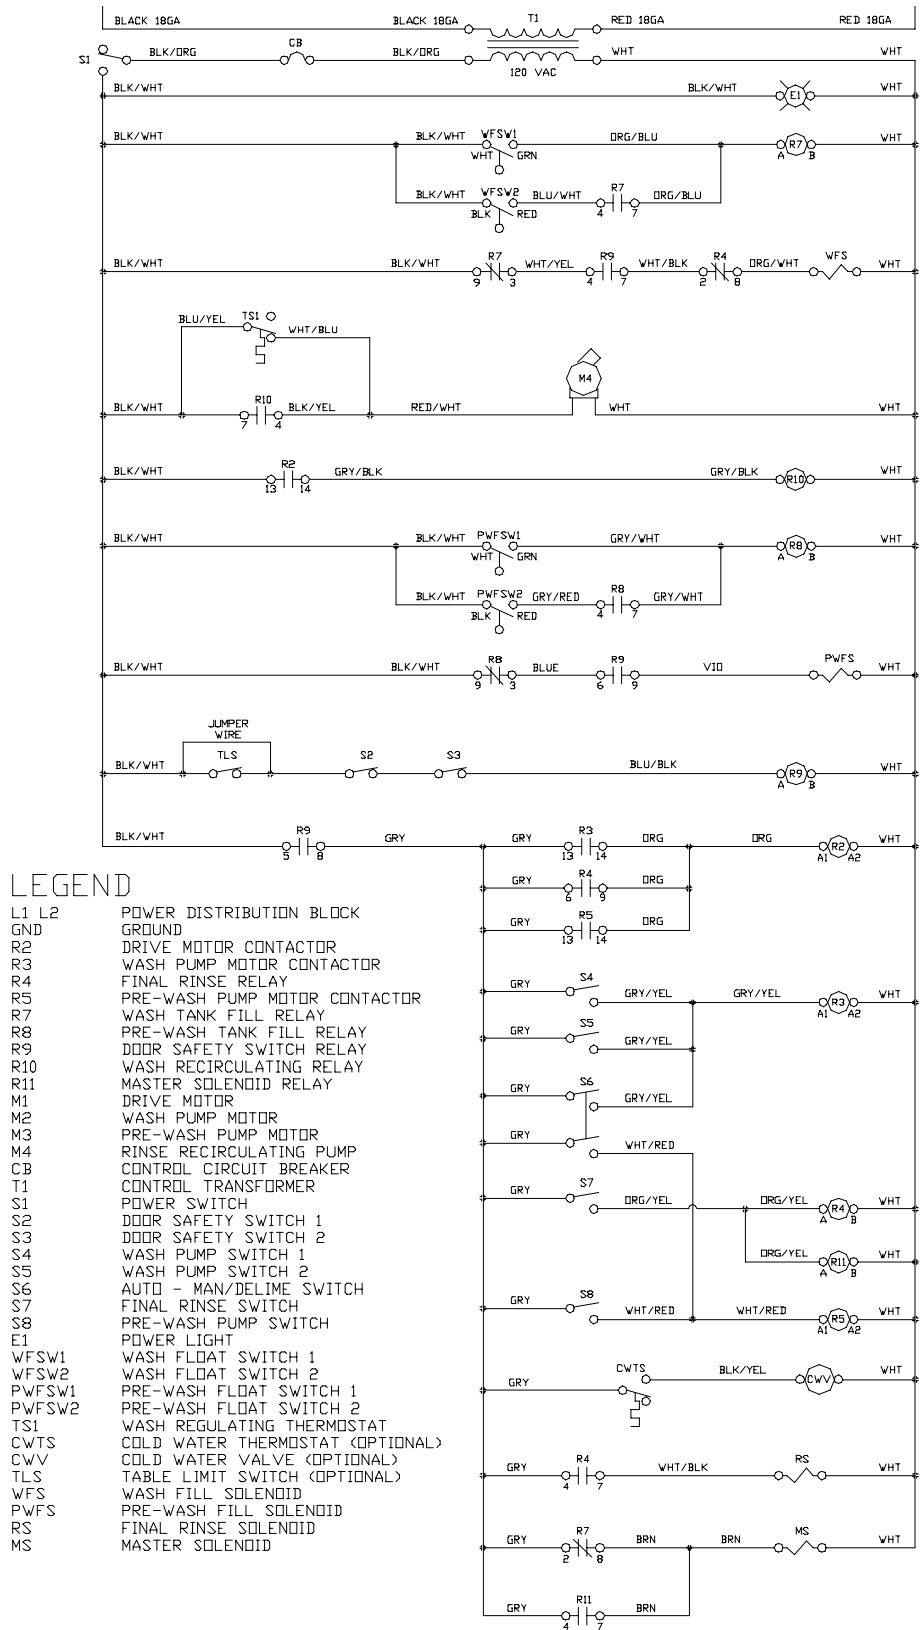 BLACK 18GA BLACK 18GA T1 RED 18GA RED 18GA
S1 BLK/ORG CB BLK/ORG WHT WHT
120 VAC
BLK/WHT BLK/WHT E1 WHT
BLK/WHT BLK/WHT WFSW1 ORG/BLU R7 WHT
WHT GRN A B
BLK/WHT WFSW2 BLU/WHT R7 ORG/BLU
BLK RED 4 7
BLK/WHT BLK/WHT R7 WHT/YEL R9 WHT/BLK R4 ORG/WHT WFS WHT
9 3 4 7 2 8
BLU/YEL TS1 WHT/BLU
M4
BLK/WHT R10 BLK/YEL RED/WHT WHT WHT
7 4
BLK/WHT R2 GRY/BLK GRY/BLK R10 WHT
13 14
BLK/WHT BLK/WHT PWFSW1 GRY/WHT R8 WHT
WHT GRN A B
BLK/WHT PWFSW2 GRY/RED R8 GRY/WHT
BLK RED 4 7
BLK/WHT BLK/WHT R8 BLUE R9 VIO PWFS WHT
9 3 6 9
JUMPER
WIRE
BLK/WHT TLS S2 S3 BLU/BLK R9 WHT
A B
BLK/WHT R9 GRY GRY R3 ORG ORG R2 WHT
5 8 13 14 A1 A2
GRY R4 ORG
6 9
GRY R5 ORG
13 14
GRY S4 GRY/YEL GRY/YEL R3 WHT
A1 A2
GRY S5 GRY/YEL
GRY S6 GRY/YEL
GRY WHT/RED
GRY S7 ORG/YEL ORG/YEL R4 WHT
A B
ORG/YEL R11 WHT
A B
GRY S8 WHT/RED WHT/RED R5 WHT
A1 A2
GRY CWTS BLK/YEL CWV WHT
GRY R4 WHT/BLK RS WHT
4 7
GRY R7 BRN BRN MS WHT
2 8
GRY R11 BRN
4 7
LEGEND
L1 L2 POWER DISTRIBUTION BLOCK
GND GROUND
R2 DRIVE MOTOR CONTACTOR
R3 WASH PUMP MOTOR CONTACTOR
R4 FINAL RINSE RELAY
R5 PRE-WASH PUMP MOTOR CONTACTOR
R7 WASH TANK FILL RELAY
R8 PRE-WASH TANK FILL RELAY
R9 DOOR SAFETY SWITCH RELAY
R10 WASH RECIRCULATING RELAY
R11 MASTER SOLENOID RELAY
M1 DRIVE MOTOR
M2 WASH PUMP MOTOR
M3 PRE-WASH PUMP MOTOR
M4 RINSE RECIRCULATING PUMP
CB CONTROL CIRCUIT BREAKER
T1 CONTROL TRANSFORMER
S1 POWER SWITCH
S2 DOOR SAFETY SWITCH 1
S3 DOOR SAFETY SWITCH 2
S4 WASH PUMP SWITCH 1
S5 WASH PUMP SWITCH 2
S6 AUTO - MAN/DELIME SWITCH
S7 FINAL RINSE SWITCH
S8 PRE-WASH PUMP SWITCH
E1 POWER LIGHT
WFSW1 WASH FLOAT SWITCH 1
WFSW2 WASH FLOAT SWITCH 2
PWFSW1 PRE-WASH FLOAT SWITCH 1
PWFSW2 PRE-WASH FLOAT SWITCH 2
TS1 WASH REGULATING THERMOSTAT
CWTS COLD WATER THERMOSTAT (OPTIONAL)
CWV COLD WATER VALVE (OPTIONAL)
TLS TABLE LIMIT SWITCH (OPTIONAL)
WFS WASH FILL SOLENOID
PWFS PRE-WASH FILL SOLENOID
RS FINAL RINSE SOLENOID
MS MASTER SOLENOID